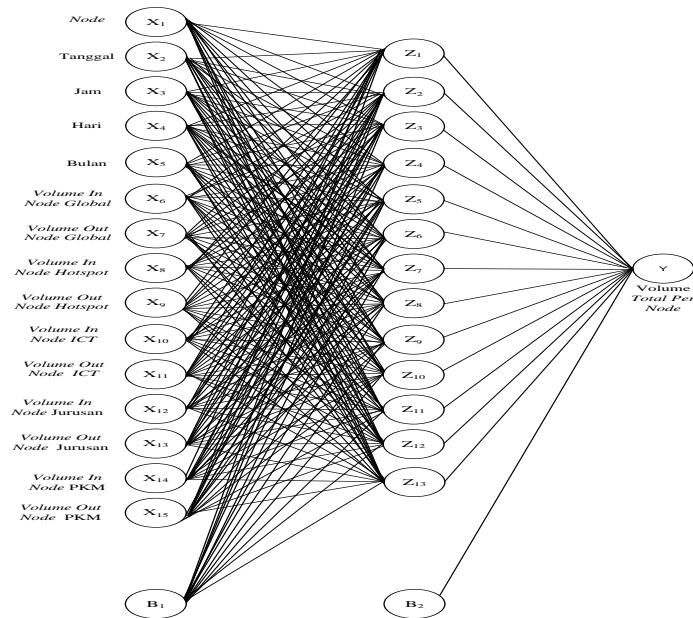 Node
X1
Tanggal
X2
Jam
X3
Hari
X4
Bulan
X5
Volume In
Node Global
X6
Volume Out
Node Global
X7
Volume In
Node Hotspot
X8
Volume Out
Node Hotspot
X9
Volume In
Node ICT
X10
Volume Out
Node ICT
X11
Volume In
Node Jurusan
X12
Volume Out
Node Jurusan
X13
Volume In
Node PKM
X14
Volume Out
Node PKM
X15
B1
Z1
Z2
Z3
Z4
Z5
Z6
Z7
Z8
Z9
Z10
Z11
Z12
Z13
B2
Y
Volume
Total Per
Node